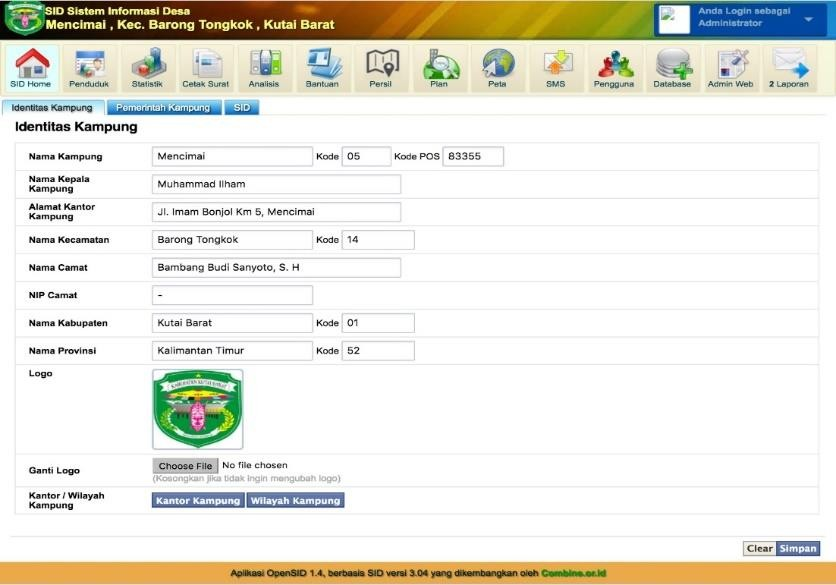 SID Sistem Informasi Desa
Mencimai , Kec. Barong Tongkok , Kutai Barat
Anda Login sebagai
Administrator
SID Home Penduduk Statistik Cetak Surat Analisis Bantuan Persil Plan Peta SMS Pengguna Database Admin Web 2 Laporan
Identitas Kampung Pemerintah Kampung SID
Identitas Kampung
Nama Kampung Mencimai Kode 05 Kode POS 83355
Nama Kepala
Kampung
Muhammad Ilham
Alamat Kantor
Kampung
Jl. Imam Bonjol Km 5, Mencimai
Nama Kecamatan Barong Tongkok Kode 14
Nama Camat Bambang Budi Sanyoto, S. H
NIP Camat -
Nama Kabupaten Kutai Barat Kode 01
Nama Provinsi Kalimantan Timur Kode 52
Logo
KABUPATEN KUTAI BARAT
Ganti Logo Choose File No file chosen
(Kosongkan jika tidak ingin mengubah logo)
Kantor / Wilayah
Kampung
Kantor Kampung Wilayah Kampung
Clear Simpan
Aplikasi OpenSID 1.4, berbasis SID versi 3.04 yang dikembangkan oleh Combine.or.id